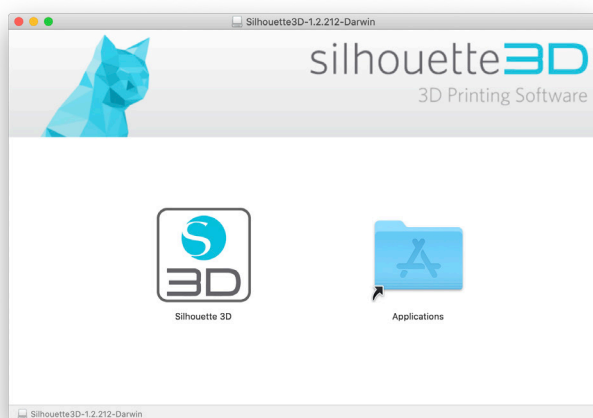 Silhouette3D-1.2.212-Darwin
silhouette3D
3D Printing Software
S
3D
Silhouette 3D
Applications
Silhouette3D-1.2.212-Darwin